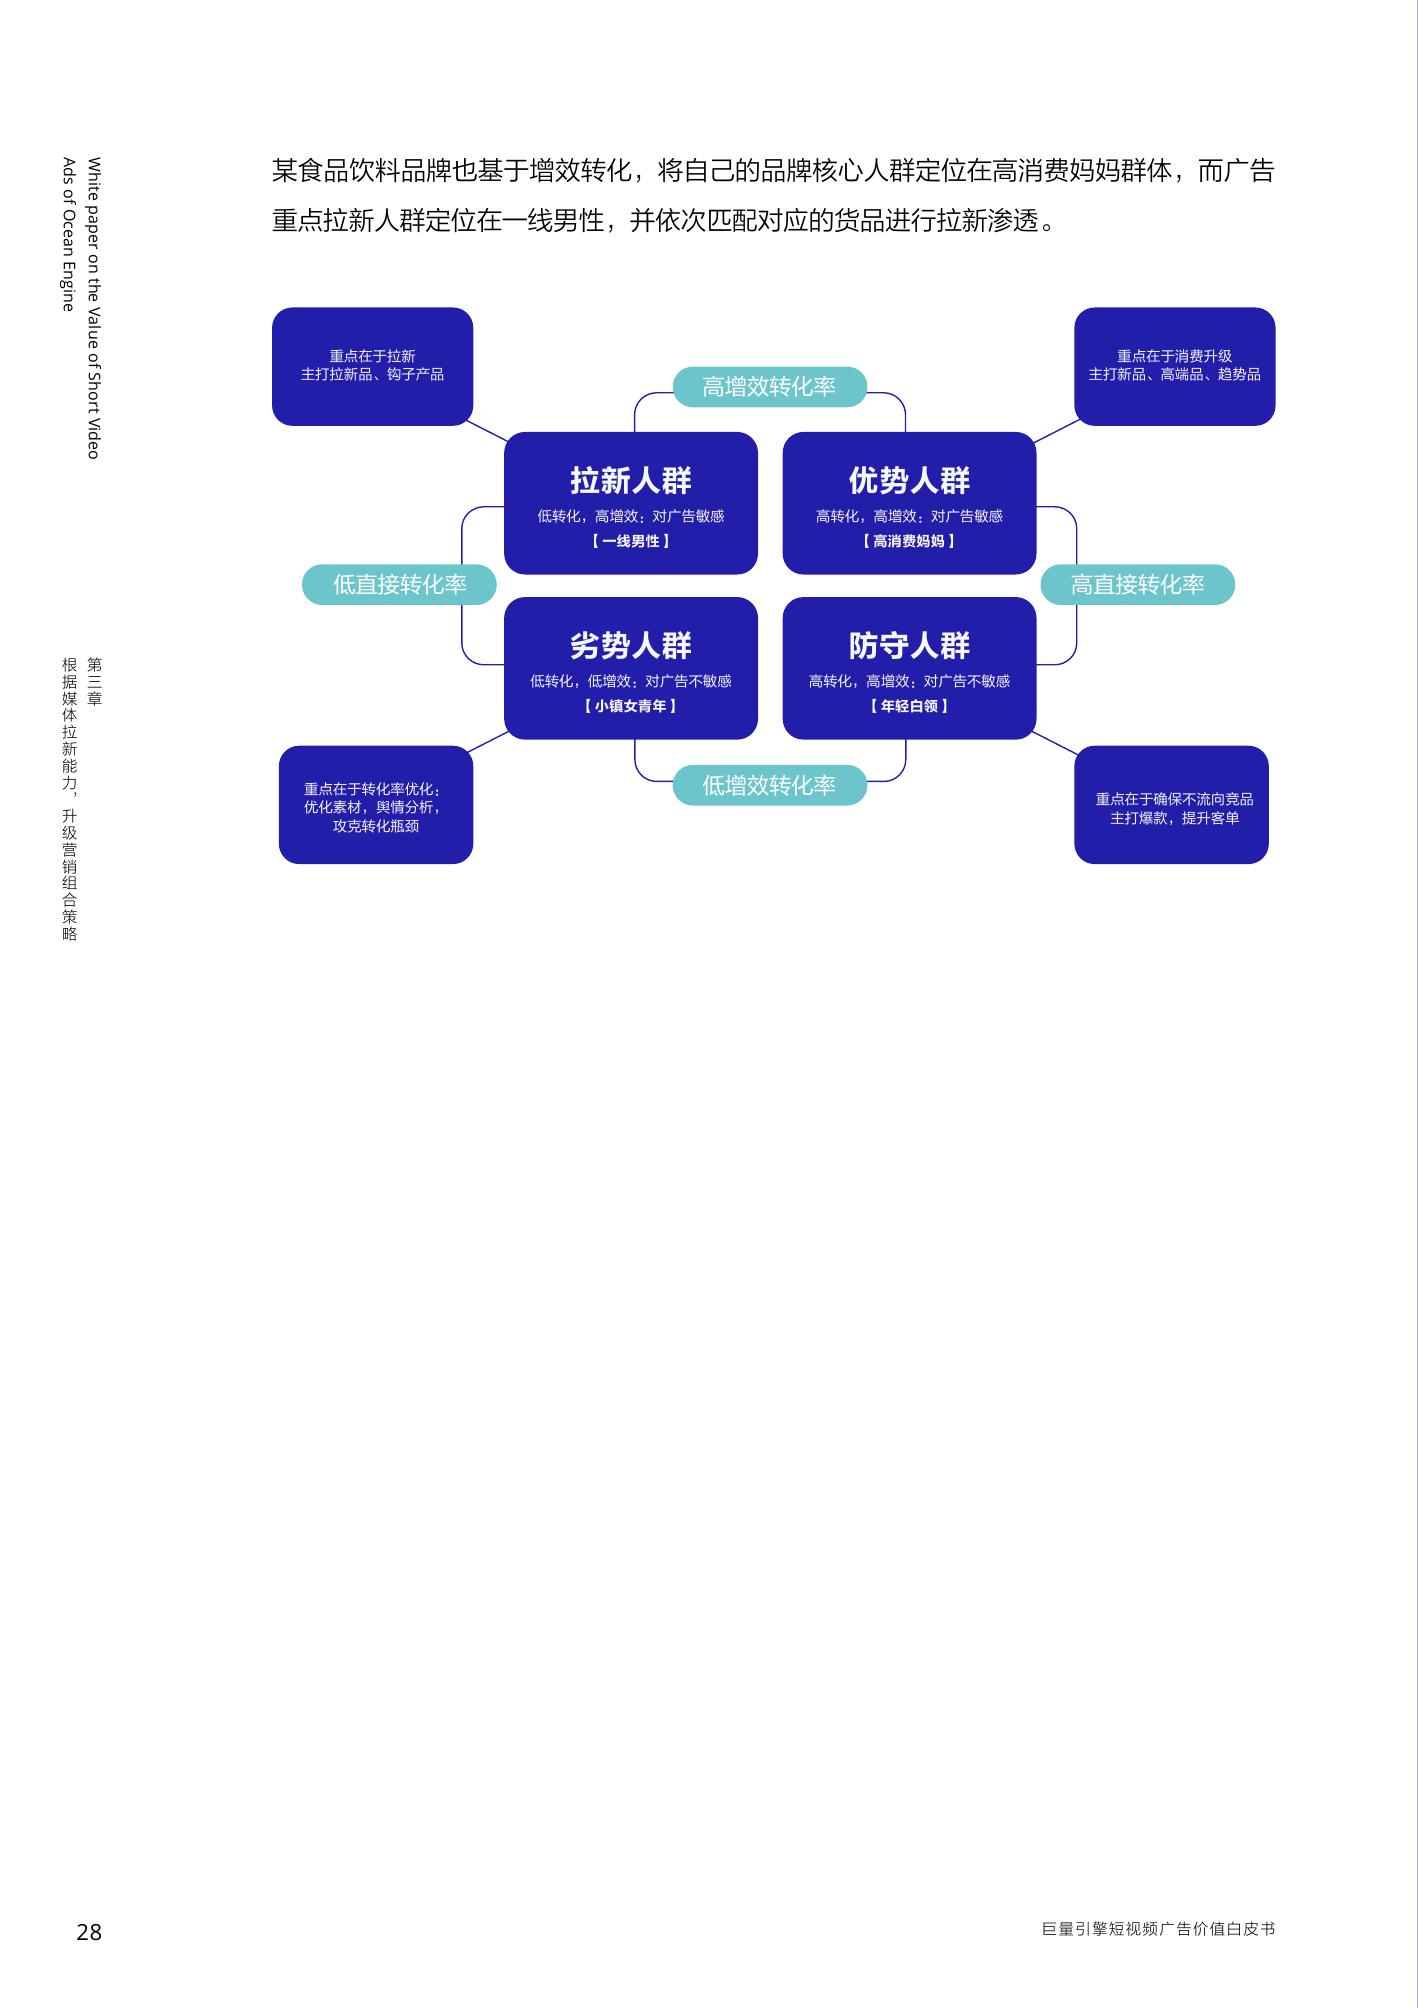 White paper on the Value of Short Video
Ads of Ocean Engine
第三章
根据媒体拉新能力，升级营销组合策略
某食品饮料品牌也基于增效转化，将自己的品牌核心人群定位在高消费妈妈群体，而广告
重点拉新人群定位在一线男性，并依次匹配对应的货品进行拉新渗透。
重点在于拉新
主打拉新品、钩子产品
重点在于消费升级
主打新品、高端品、趋势品
高增效转化率
拉新人群
低转化，高增效：对广告敏感
【 一线男性 】
优势人群
高转化，高增效：对广告敏感
【 高消费妈妈 】
低直接转化率
高直接转化率
劣势人群
低转化，低增效：对广告不敏感
【 小镇女青年 】
防守人群
高转化，高增效：对广告不敏感
【 年轻白领 】
重点在于转化率优化：
优化素材，舆情分析，
攻克转化瓶颈
低增效转化率
重点在于确保不流向竞品
主打爆款，提升客单
28
巨量引擎短视频广告价值白皮书